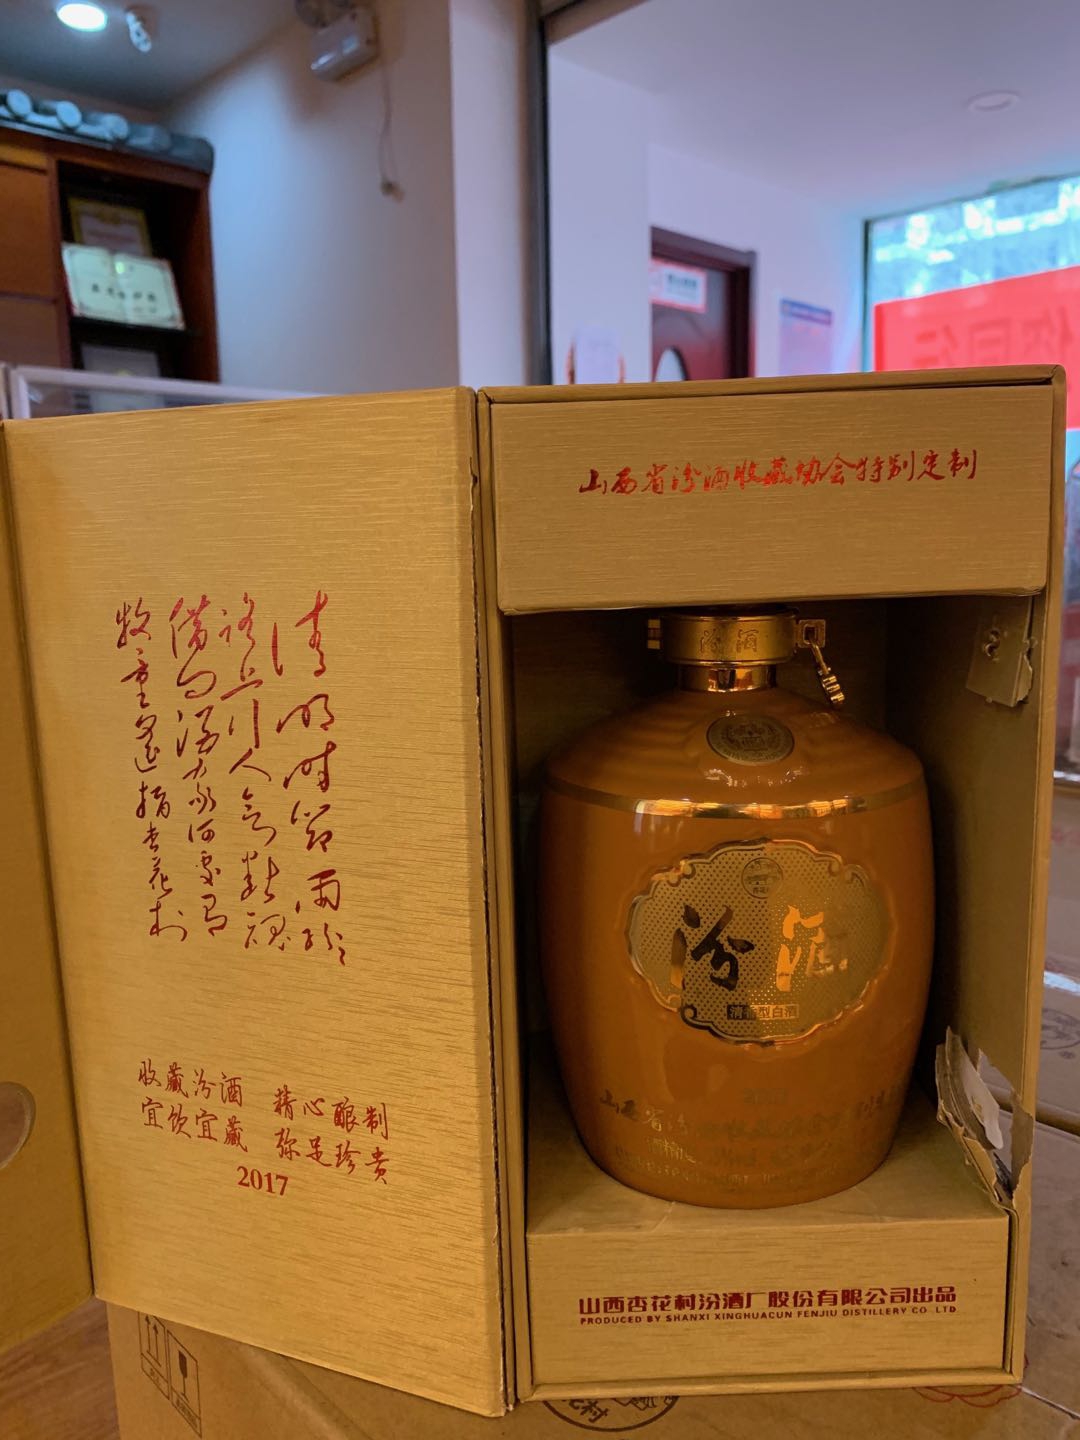 清明时节雨纷纷
路上行人欲断魂
借问酒家何处有
牧童遥指杏花村
收藏汾酒 精心酿制
宜饮宜藏 弥足珍贵
2017
山西省汾酒收藏协会特别定制
汾酒
汾酒
清香型白酒
山西杏花村汾酒厂股份有限公司出品
PRODUCED BY SHANXI XINGHUACUN FENJIU DISTILLERY CO LTD